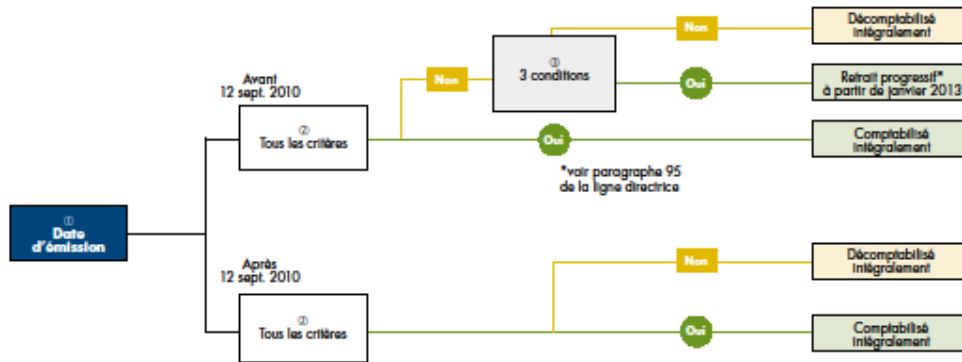 ①
Date
d'émission
Avant
12 sept. 2010
②
Tous les critères
Non
③
3 conditions
Non
Décomptabilisé
intégralement
Oui
Retrait progressif*
à partir de janvier 2013
Oui
Comptabilisé
intégralement
*voir paragraphe 95
de la ligne directrice
Après
12 sept. 2010
②
Tous les critères
Non
Décomptabilisé
intégralement
Oui
Comptabilisé
intégralement